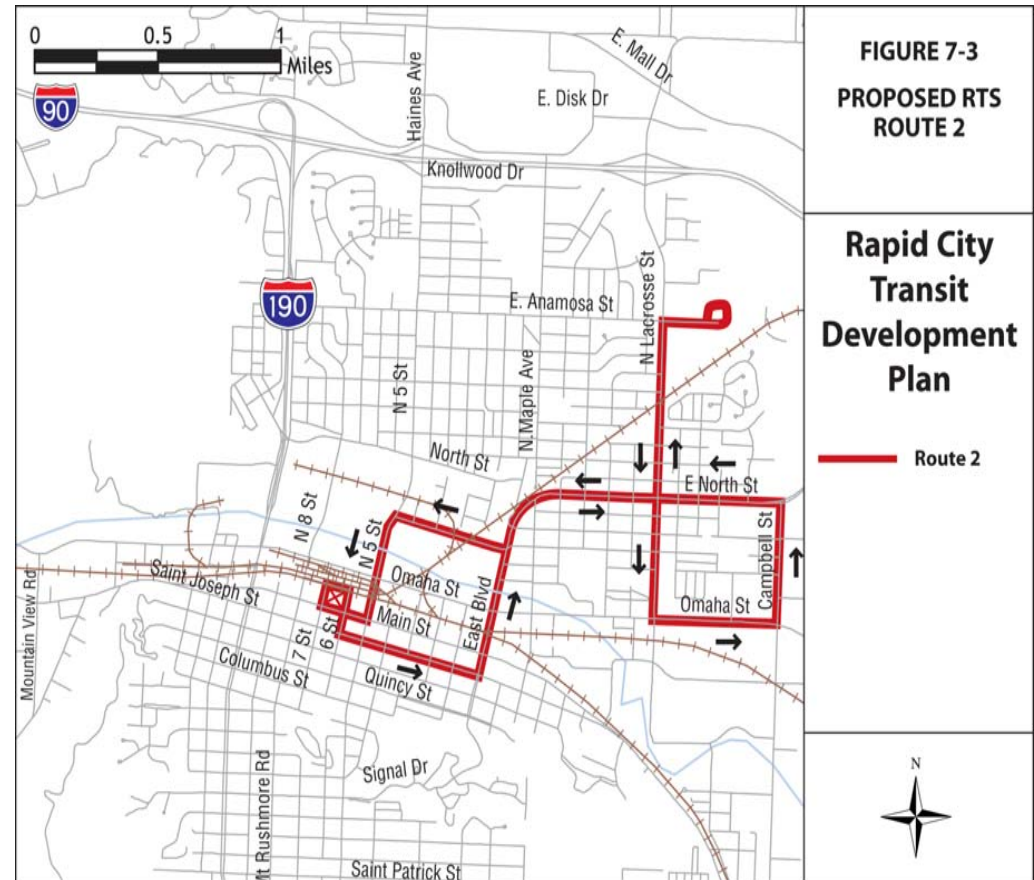 0 0.5 1
Miles
90
E. Mall Dr
Haines Ave
E. Disk Dr
Knollwood Dr
190
N Lacrosse St
E. Anamosa St
N 5 St
N. Maple Ave
North St
E North St
N 8 St
N 5 St
Campbell St
Omaha St
East Blvd
Omaha St
Saint Joseph St
Main St
Mountain View Rd
7 St
6 St
Columbus St
Quincy St
Signal Dr
Mt Rushmore Rd
Saint Patrick St
FIGURE 7-3
PROPOSED RTS
ROUTE 2
Rapid City
Transit
Development
Plan
Route 2
N